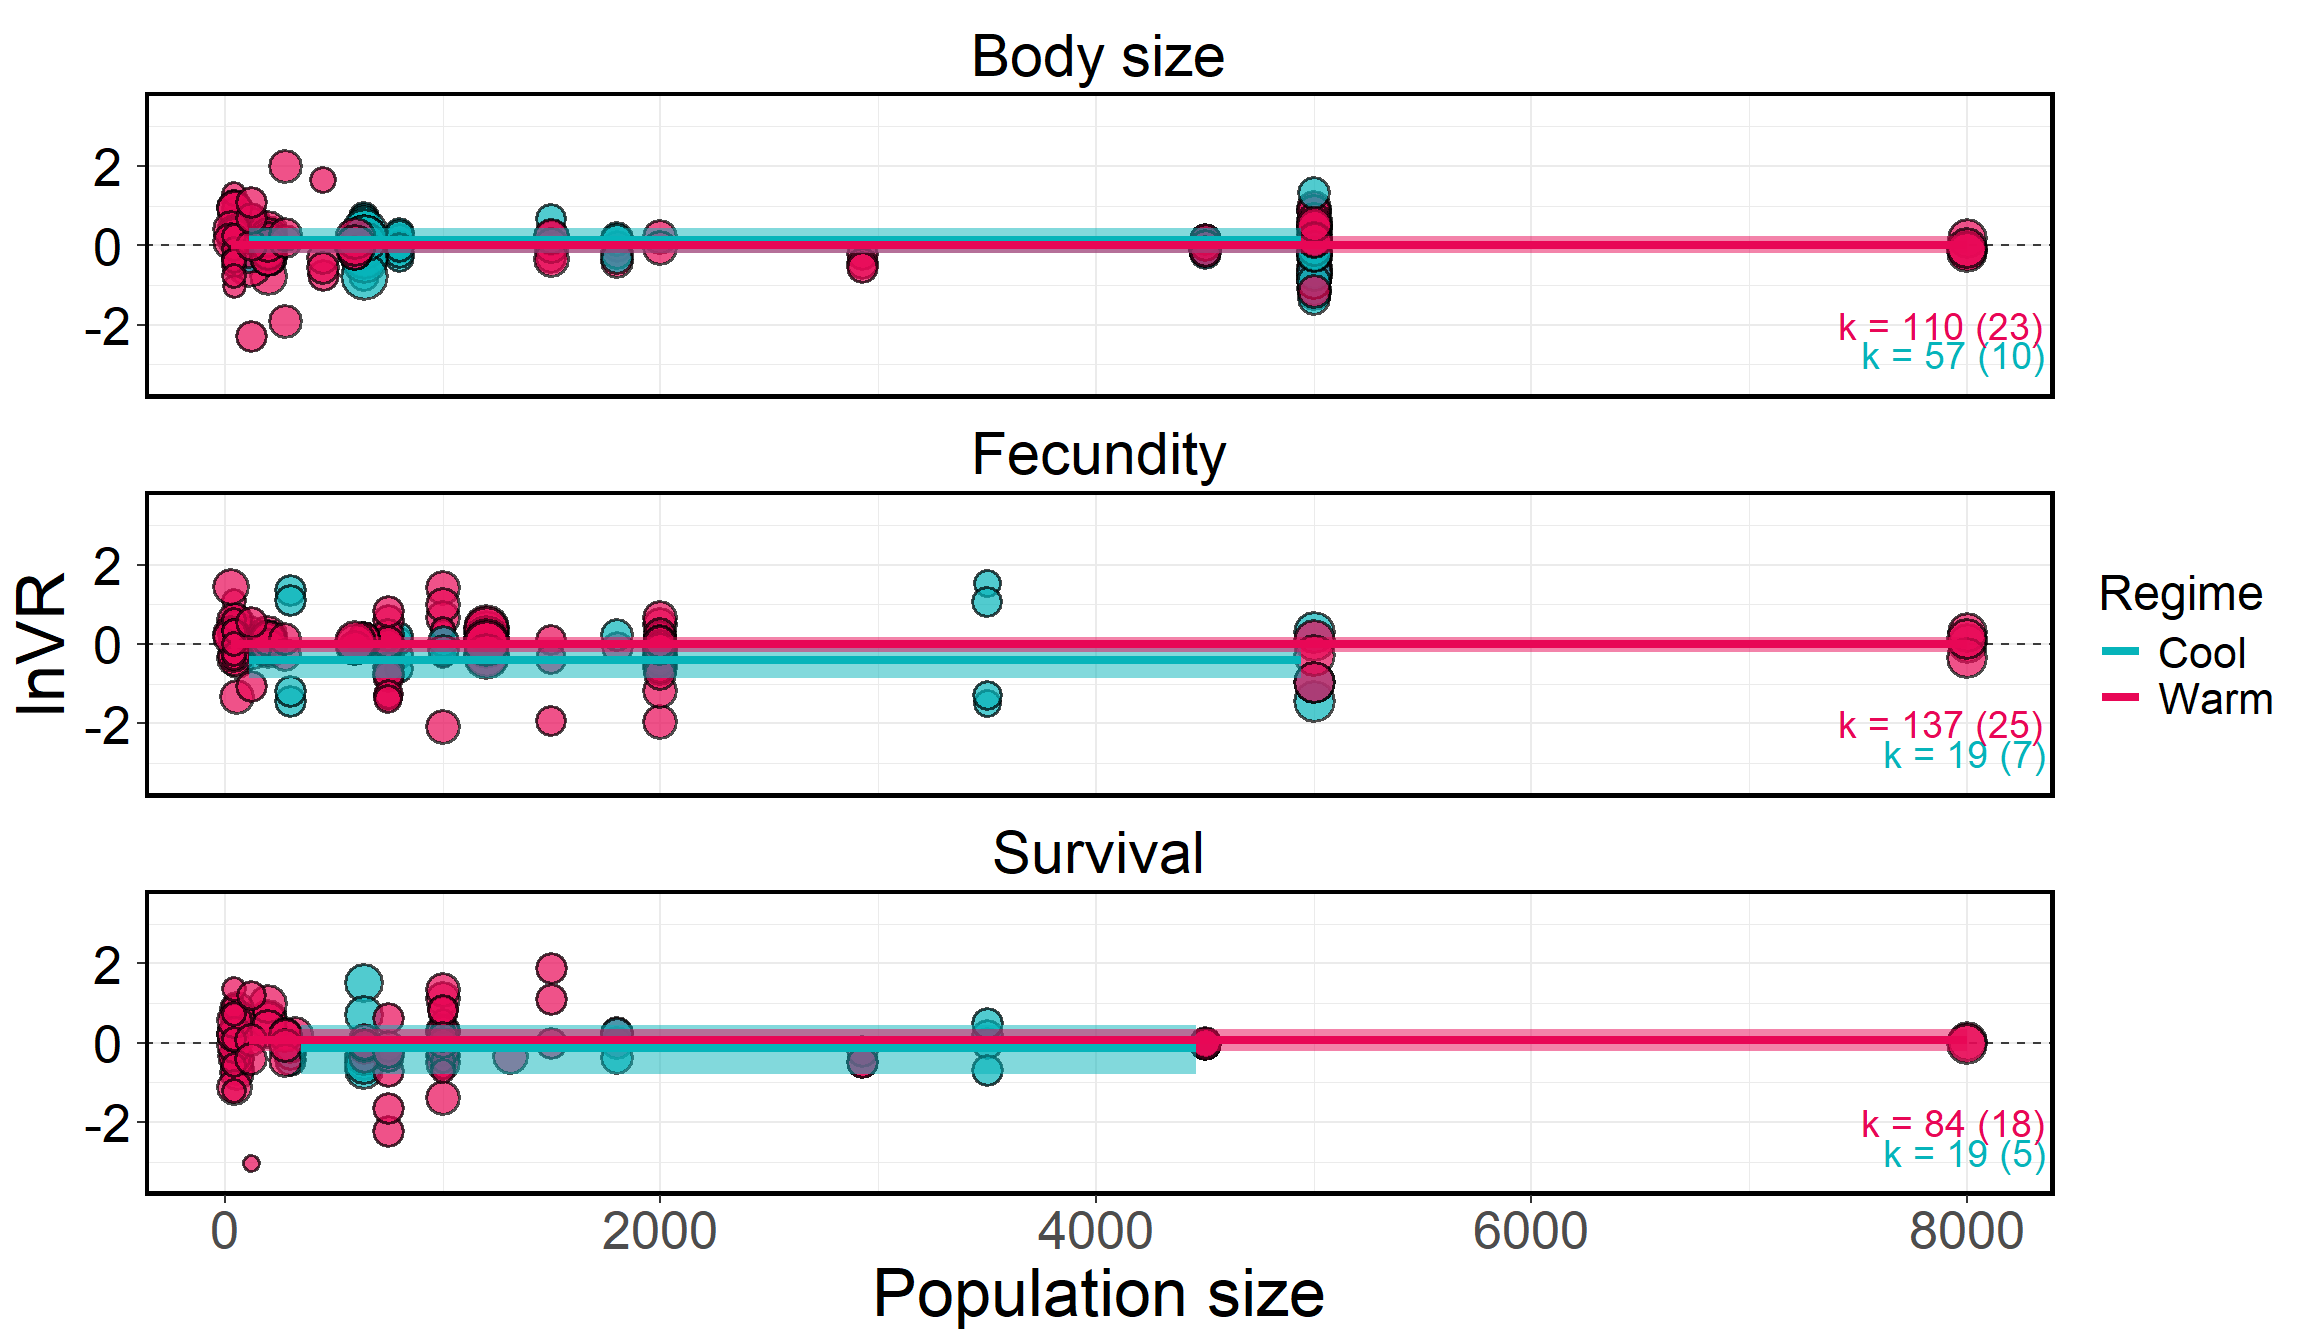 Body size
2
0
-2
k = 110 (23)
k = 57 (10)
Fecundity
2
0
-2
k = 137 (25)
k = 19 (7)
lnVR
Regime
Cool
Warm
Survival
2
0
-2
k = 84 (18)
k = 19 (5)
0 2000 4000 6000 8000
Population size